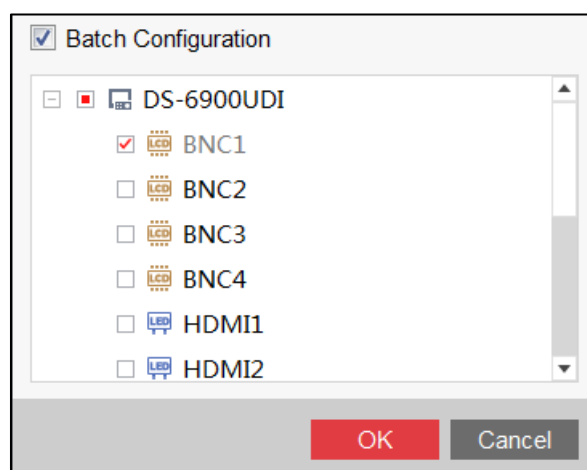 Batch Configuration
DS-6900UDI
LCD BNC1
LCD BNC2
LCD BNC3
LCD BNC4
LED HDMI1
LED HDMI2
OK Cancel